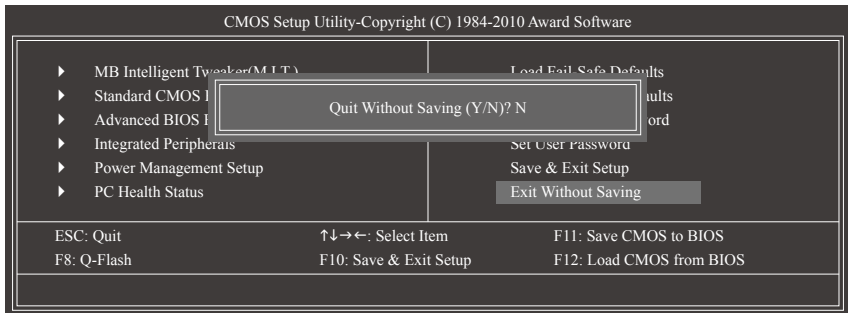 CMOS Setup Utility-Copyright (C) 1984-2010 Award Software
MB Intelligent Tweaker(M.I.T.)
Standard CMOS
Advanced BIOS
Integrated Peripherals
Power Management Setup
PC Health Status
Load Fail-Safe Defaults
Set User Password
Save & Exit Setup
Exit Without Saving
Quit Without Saving (Y/N)? N
ESC: Quit
↑↓→←: Select Item
F11: Save CMOS to BIOS
F8: Q-Flash
F10: Save & Exit Setup
F12: Load CMOS from BIOS